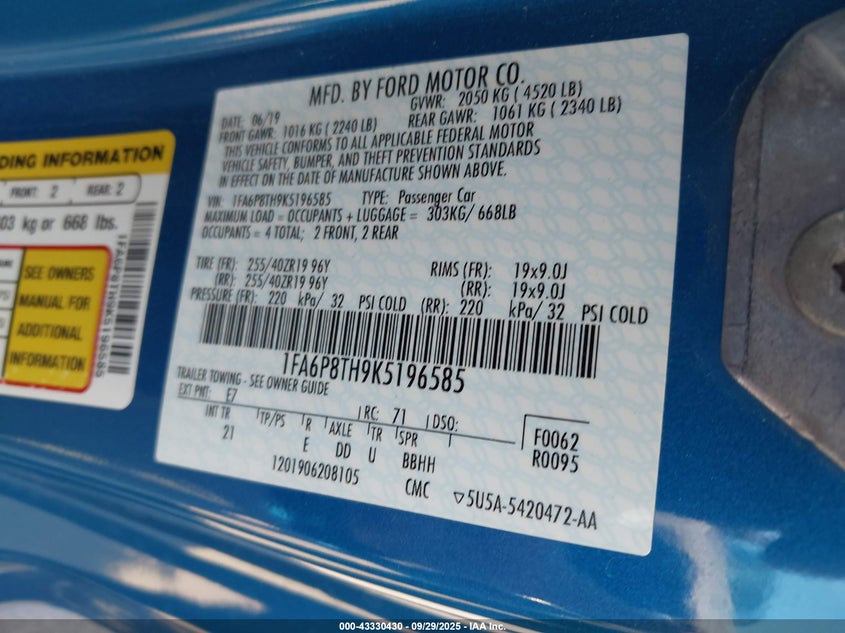 MFD. BY FORD MOTOR CO.
DATE: 06/19 GVWR: 2050 KG ( 4520 LB)
FRONT GAWR: 1016 KG ( 2240 LB) REAR GAWR: 1061 KG ( 2340 LB)
THIS VEHICLE CONFORMS TO ALL APPLICABLE FEDERAL MOTOR
VEHICLE SAFETY, BUMPER, AND THEFT PREVENTION STANDARDS
IN EFFECT ON THE DATE OF MANUFACTURE SHOWN ABOVE.
VIN: 1FA6P8TH9K5196585 TYPE: Passenger Car
MAXIMUM LOAD = OCCUPANTS + LUGGAGE = 303KG/ 668LB
OCCUPANTS = 4 TOTAL; 2 FRONT, 2 REAR
TIRE (FR): 255/40ZR19 96Y RIMS (FR): 19x9.0J
(RR): 255/40ZR19 96Y (RR): 19x9.0J
PRESSURE (FR): 220 kPa/ 32 PSI COLD (RR): 220 kPa/ 32 PSI COLD
1FA6P8TH9K5196585
TRAILER TOWING - SEE OWNER GUIDE
EXT PNT: E7 RC: 71 DSO:
INT TR TP/PS R AXLE TR SPR
21 E DD U BBHH
F0062
R0095
1201906208105 CMC ▽5U5A-5420472-AA
DING INFORMATION
FRONT: 2 REAR: 2
03 kg or 668 lbs.
SEE OWNERS
MANUAL FOR
ADDITIONAL
INFORMATION
1FA6P8TH9K5196585
000-43330430 - 09/29/2025 - IAA Inc.